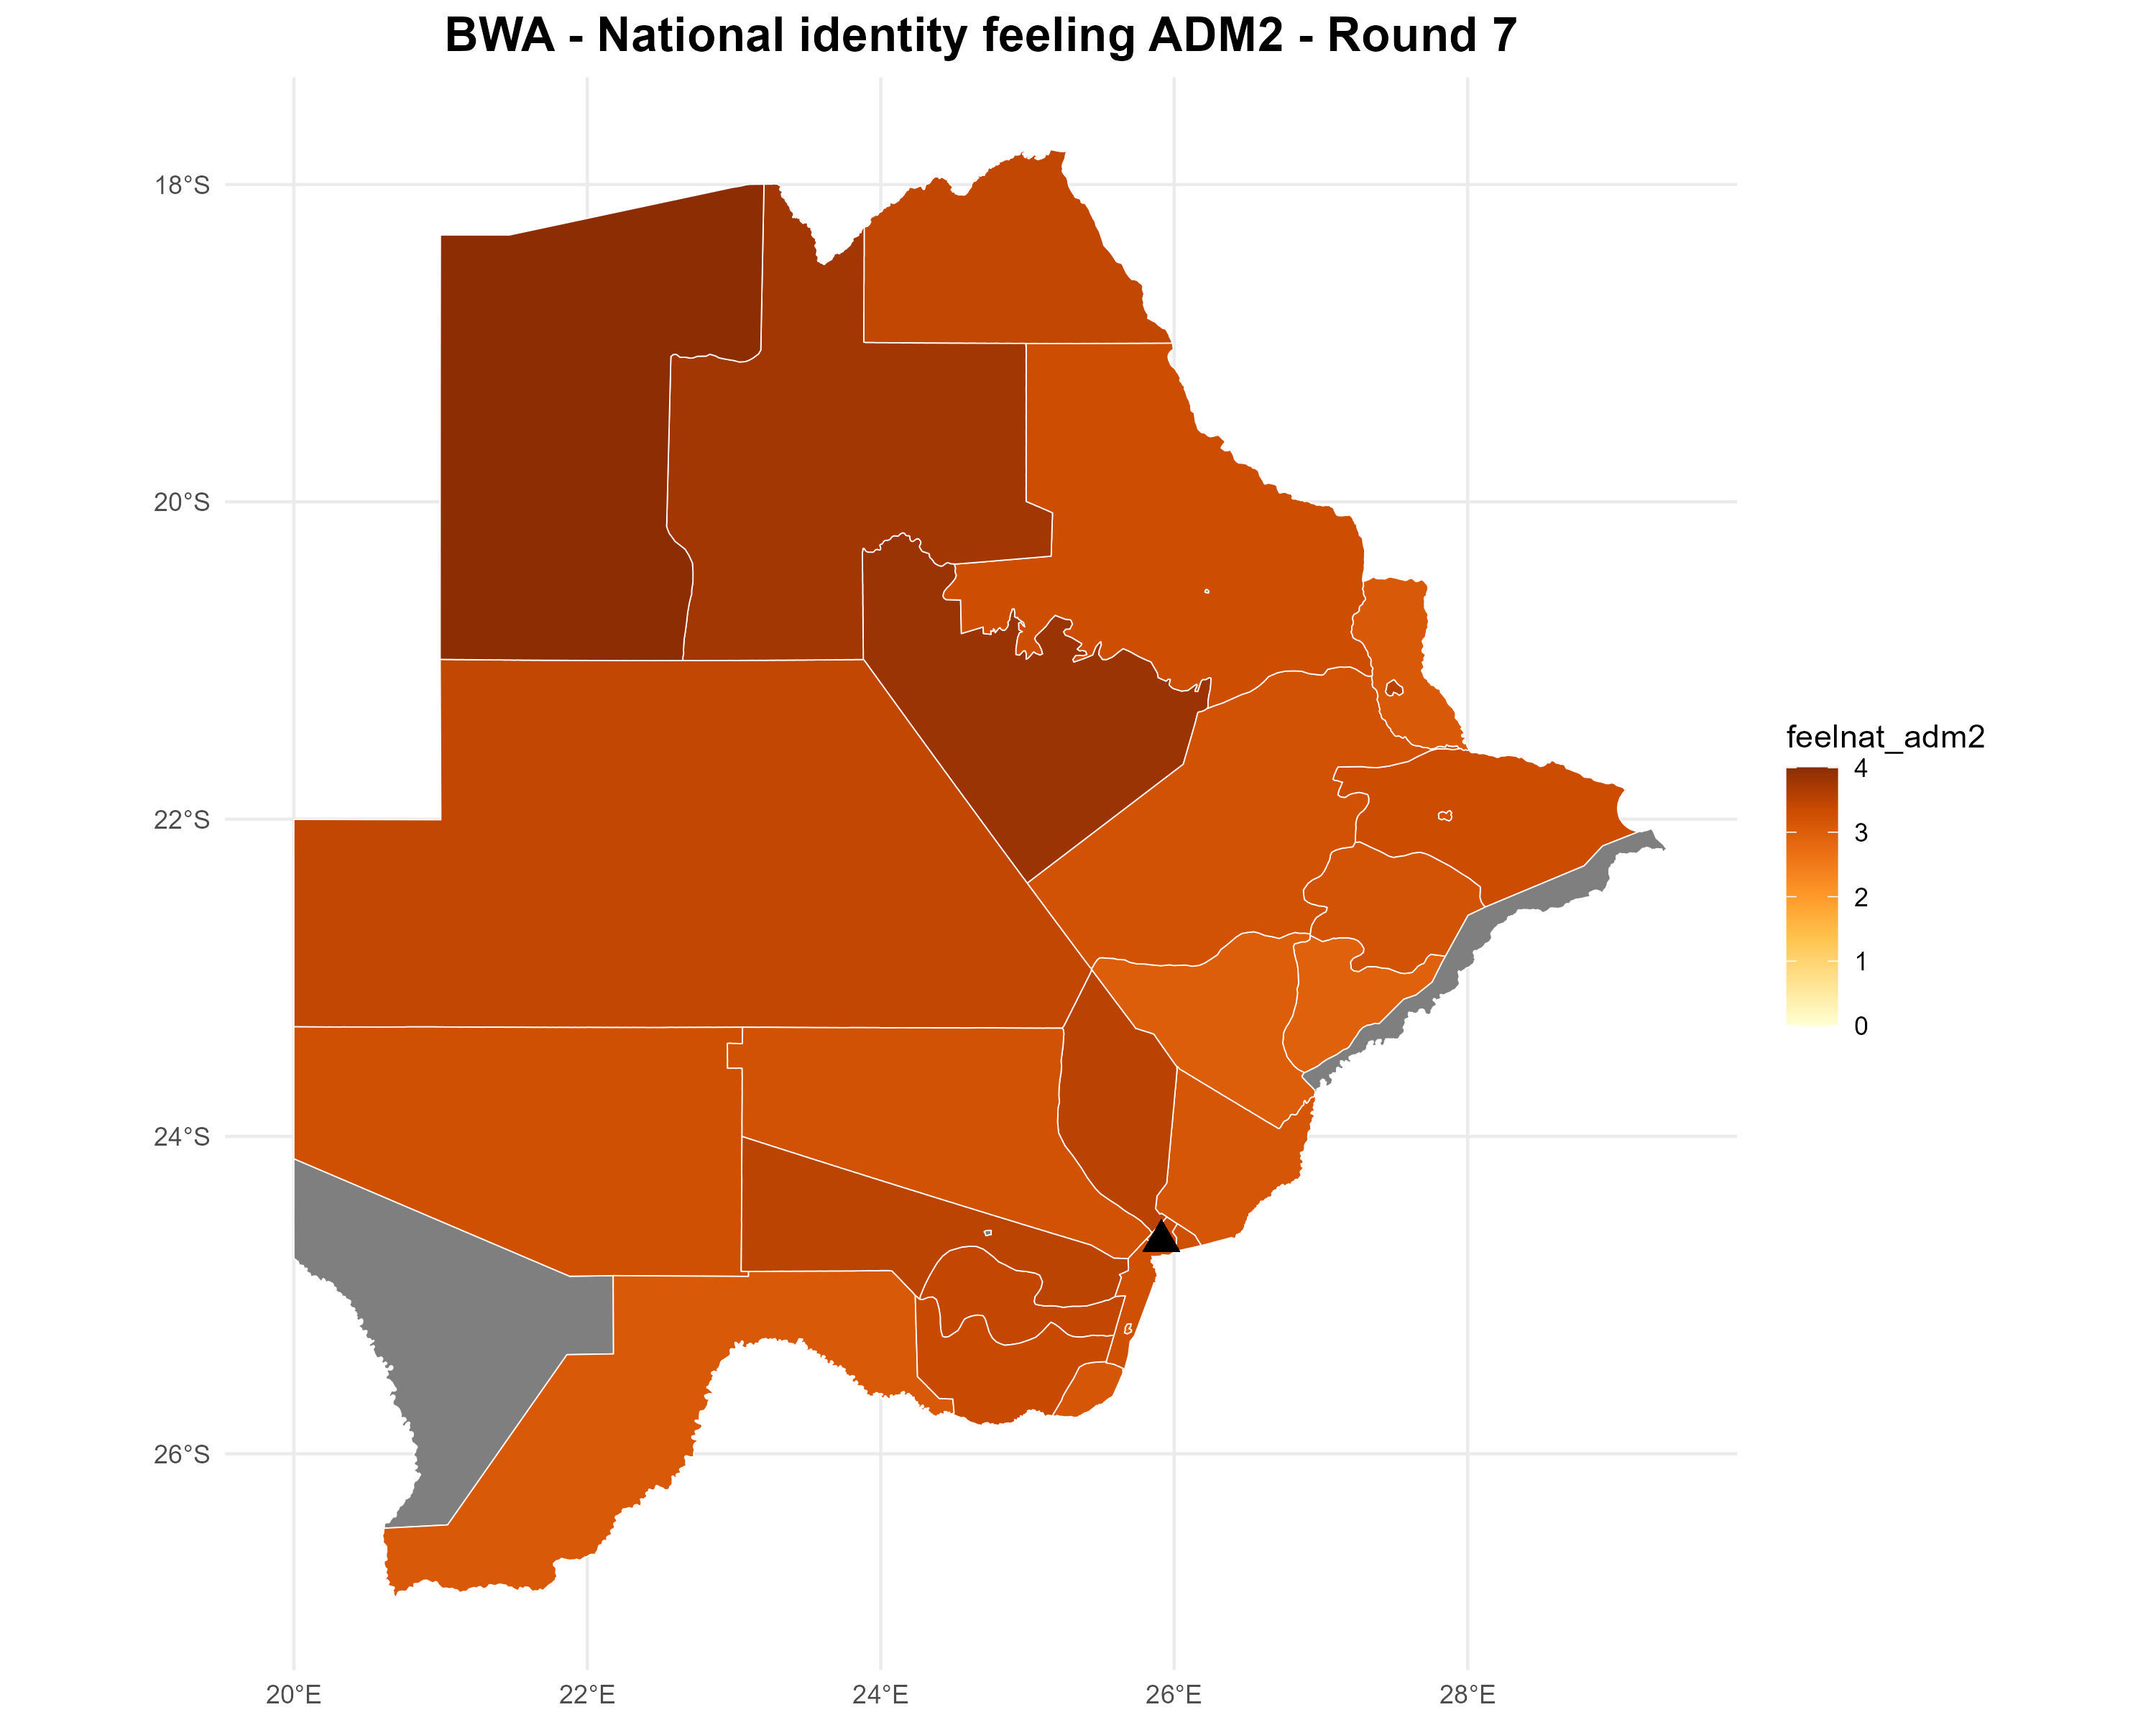 BWA - National identity feeling ADM2 - Round 7
18°S
20°S
22°S
24°S
26°S
20°E
22°E
24°E
26°E
28°E
feelnat_adm2
4
3
2
1
0